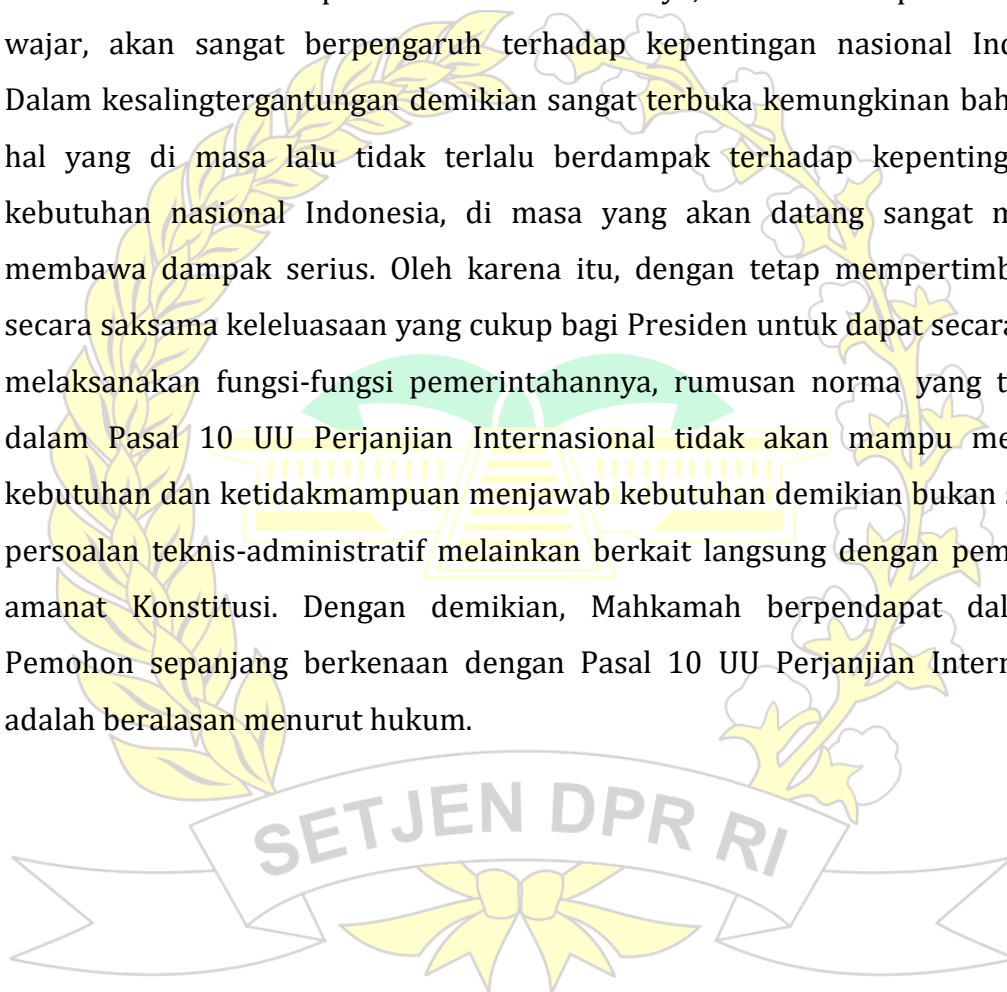 wajar, akan sangat berpengaruh terhadap kepentingan nasional
Dalam kesalingtergantungan demikian sangat terbuka kemungkinan
hal yang di masa lalu tidak terlalu berdampak terhadap
kebutuhan nasional Indonesia, di masa yang akan datang sangat
membawa dampak serius. Oleh karena itu, dengan tetap
secara saksama keleluasaan yang cukup bagi Presiden untuk dapat secara
melaksanakan fungsi-fungsi pemerintahannya, rumusan norma yang
dalam Pasal 10 UU Perjanjian Internasional tidak akan mampu
kebutuhan dan ketidakmampuan menjawab kebutuhan demikian bukan
persoalan teknis-administratif melainkan berkait langsung dengan
amanat Konstitusi. Dengan demikian, Mahkamah berpendapat
Pemohon sepanjang berkenaan dengan Pasal 10 UU Perjanjian
adalah beralasan menurut hukum.
SETJEN DPR RI